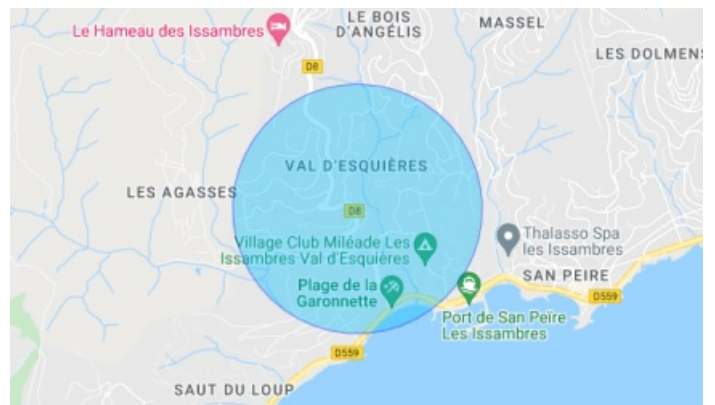 LE BOIS
D'ANGÉLIS
MASSEL
Le Hameau des Issambres
D8
LES DOLMENS
VAL D'ESQUIÈRES
LES AGASSES
D8
Village Club Miléade Les
Issambres Val d'Esquières
Thalasso Spa
les Issambres
Plage de la
Garonnette
SAN PEIRE
D559
Port de San Peïre
Les Issambres
D559
SAUT DU LOUP